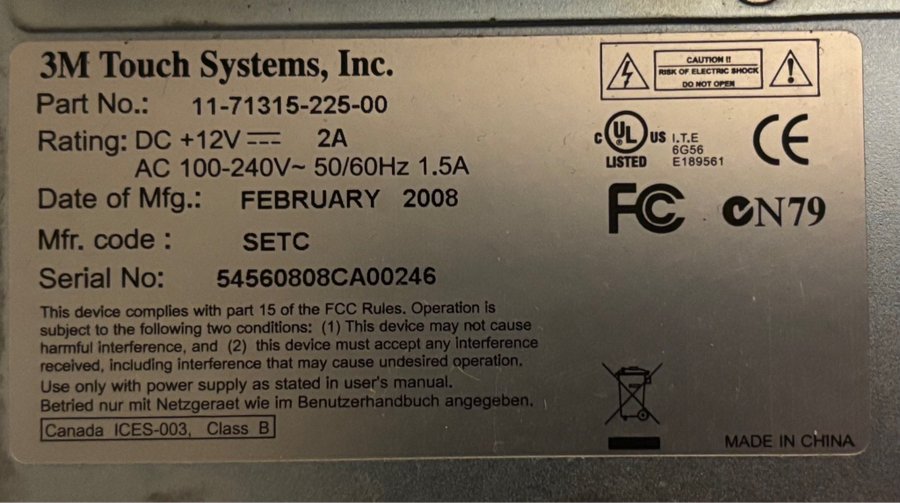 3M Touch Systems, Inc.
Part No.: 11-71315-225-00
Rating: DC +12V 2A
AC 100-240V~ 50/60Hz 1.5A
Date of Mfg.: FEBRUARY 2008
Mfr. code : SETC
Serial No: 54560808CA00246
This device complies with part 15 of the FCC Rules. Operation is
subject to the following two conditions: (1) This device may not cause
harmful interference, and (2) this device must accept any interference
received, including interference that may cause undesired operation.
Use only with power supply as stated in user's manual.
Betried nur mit Netzgeraet wie im Benutzerhandbuch angegeben.
Canada ICES-003, Class B
CAUTION !!
RISK OF ELECTRIC SHOCK
DO NOT OPEN
C UL US
LISTED
I.T.E
6G56
E189561
CE
FC
N79
MADE IN CHINA